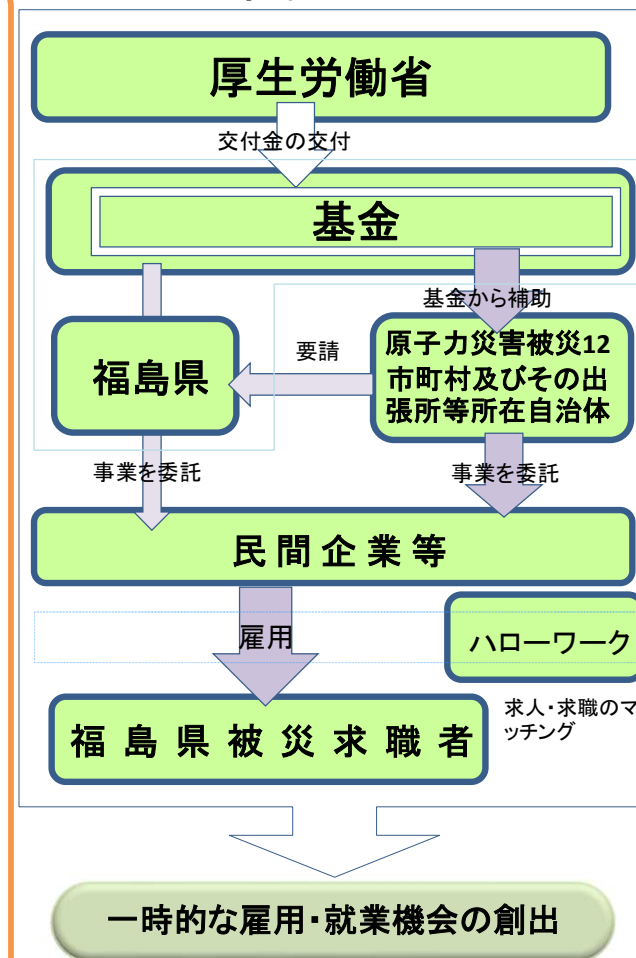 厚生労働省
交付金の交付
基金
基金から補助
福島県
要請
原子力災害被災12
市町村及びその出
張所等所在自治体
事業を委託
事業を委託
民間企業等
雇用
ハローワーク
求人・求職のマ
ッチング
福島県被災求職者
一時的な雇用・就業機会の創出